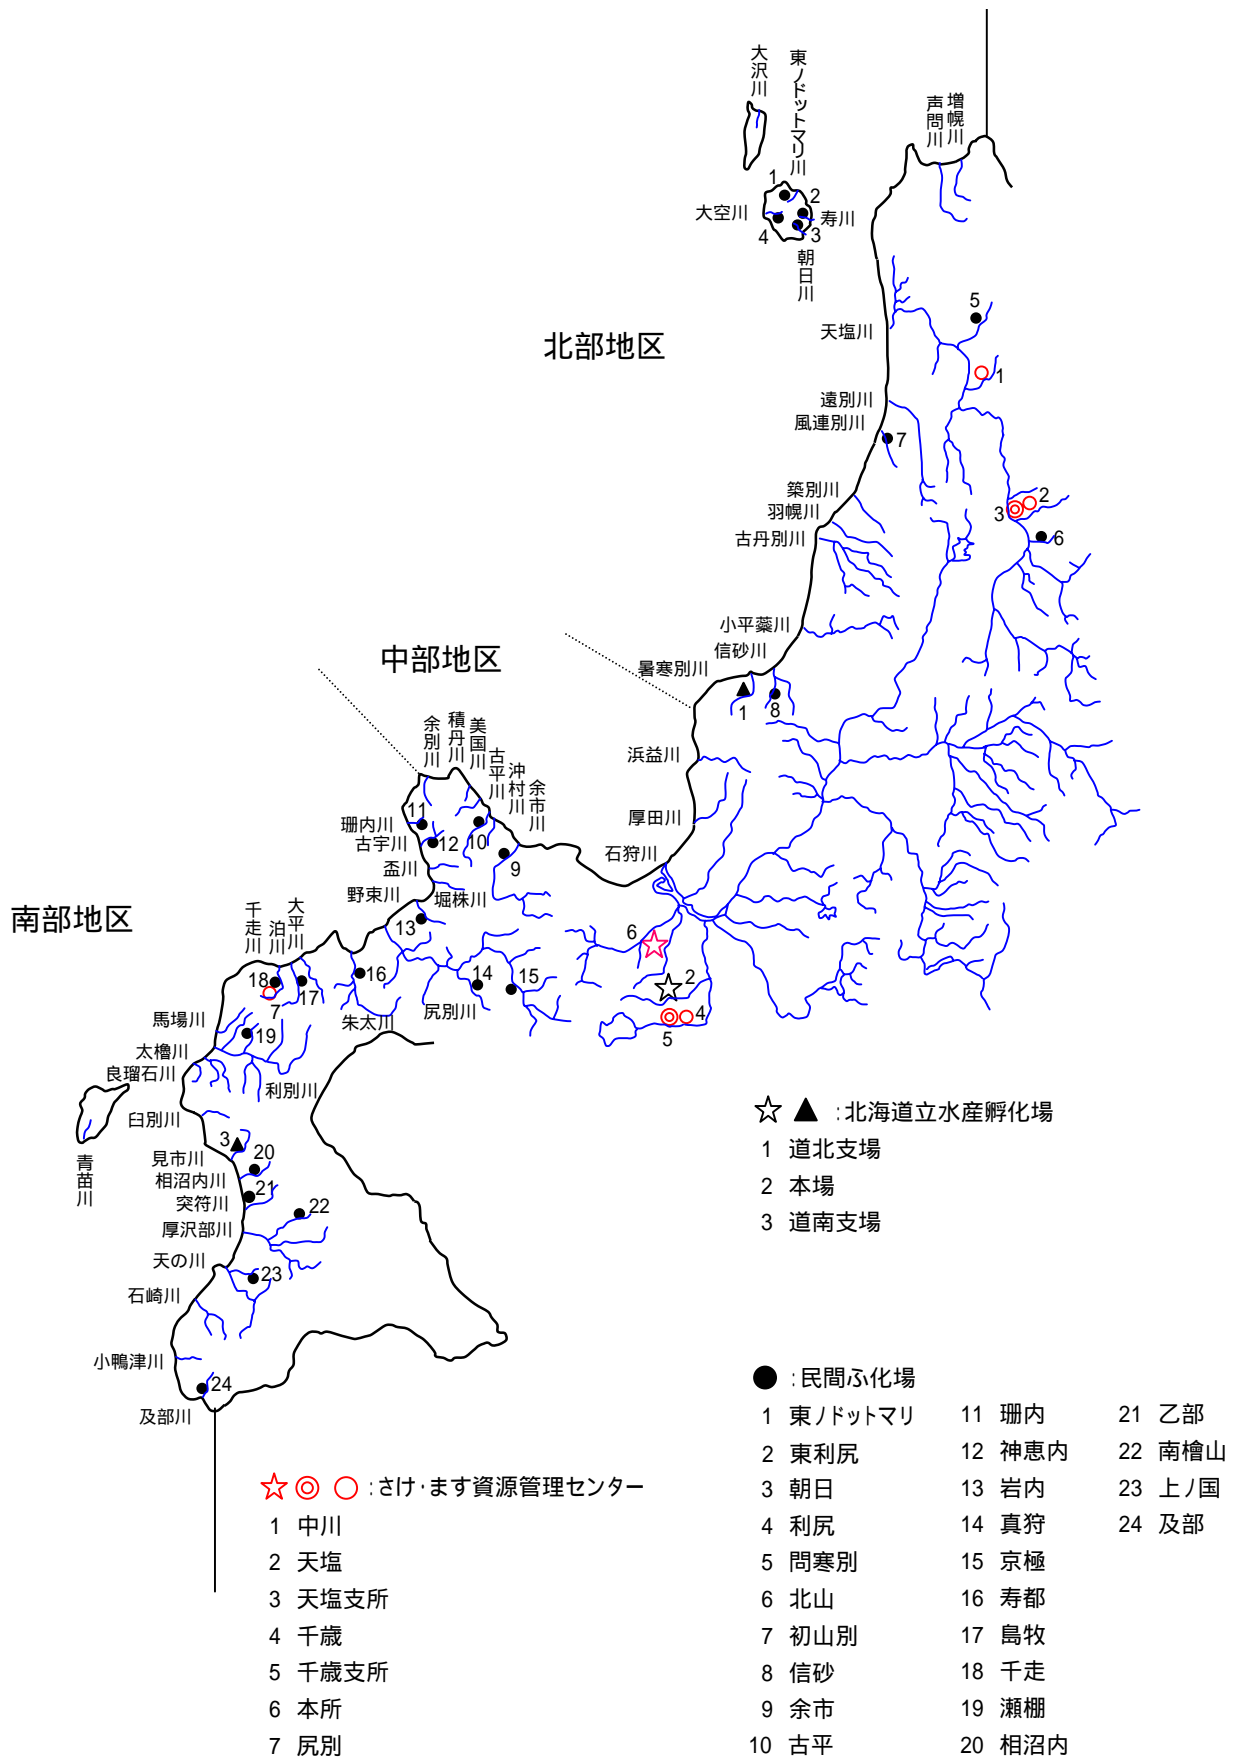 大沢川
東ノドットマリ川
声問川
増幌川
1
2
大空川
寿川
4
3
朝日川
5
北部地区
天塩川
1
遠別川
風連別川
7
築別川
2
羽幌川
3
古丹別川
6
小平蘂川
信砂川
中部地区
暑寒別川
1
8
余別川
積丹川
美国川
古平川
沖村川
余市川
浜益川
11
珊内川
厚田川
古宇川
12
10
石狩川
盃川
9
野束川
堀株川
南部地区
千走川
泊川
大平川
13
6
18
17
16
14
15
2
7
尻別川
馬場川
朱太川
4
19
5
太櫓川
良瑠石川
利別川
臼別川
3
見市川
20
青苗川
相沼内川
21
突符川
22
厚沢部川
天の川
23
石崎川
小鴨津川
24
及部川
☆ ▲ :北海道立水産孵化場
1 道北支場
2 本場
3 道南支場
● :民間ふ化場
1 東ノドットマリ
2 東利尻
3 朝日
4 利尻
5 問寒別
6 北山
7 初山別
8 信砂
9 余市
10 古平
11 珊内
12 神恵内
13 岩内
14 真狩
15 京極
16 寿都
17 島牧
18 千走
19 瀬棚
20 相沼内
21 乙部
22 南檜山
23 上ノ国
24 及部
☆ ◎ ○ :さけ・ます資源管理センター
1 中川
2 天塩
3 天塩支所
4 千歳
5 千歳支所
6 本所
7 尻別